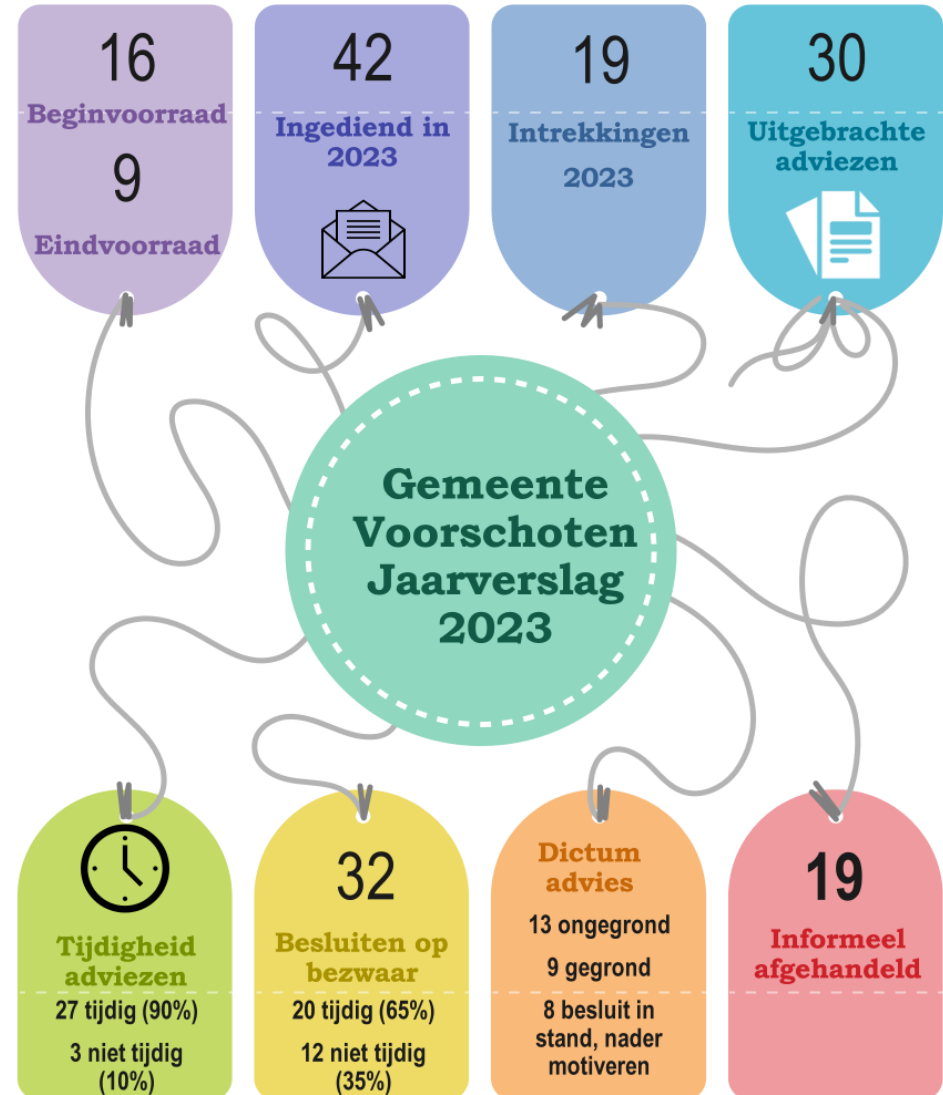 16
Beginvoorraad
9
Eindvoorraad
42
Ingediend in
2023
19
Intrekkingen
2023
30
Uitgebrachte
adviezen
Gemeente
Voorschoten
Jaarverslag
2023
Tijdigheid
adviezen
27 tijdig (90%)
3 niet tijdig
(10%)
32
Besluiten op
bezwaar
20 tijdig (65%)
12 niet tijdig
(35%)
Dictum
advies
13 ongegrond
9 gegrond
8 besluit in
stand, nader
motiveren
19
Informeel
afgehandeld